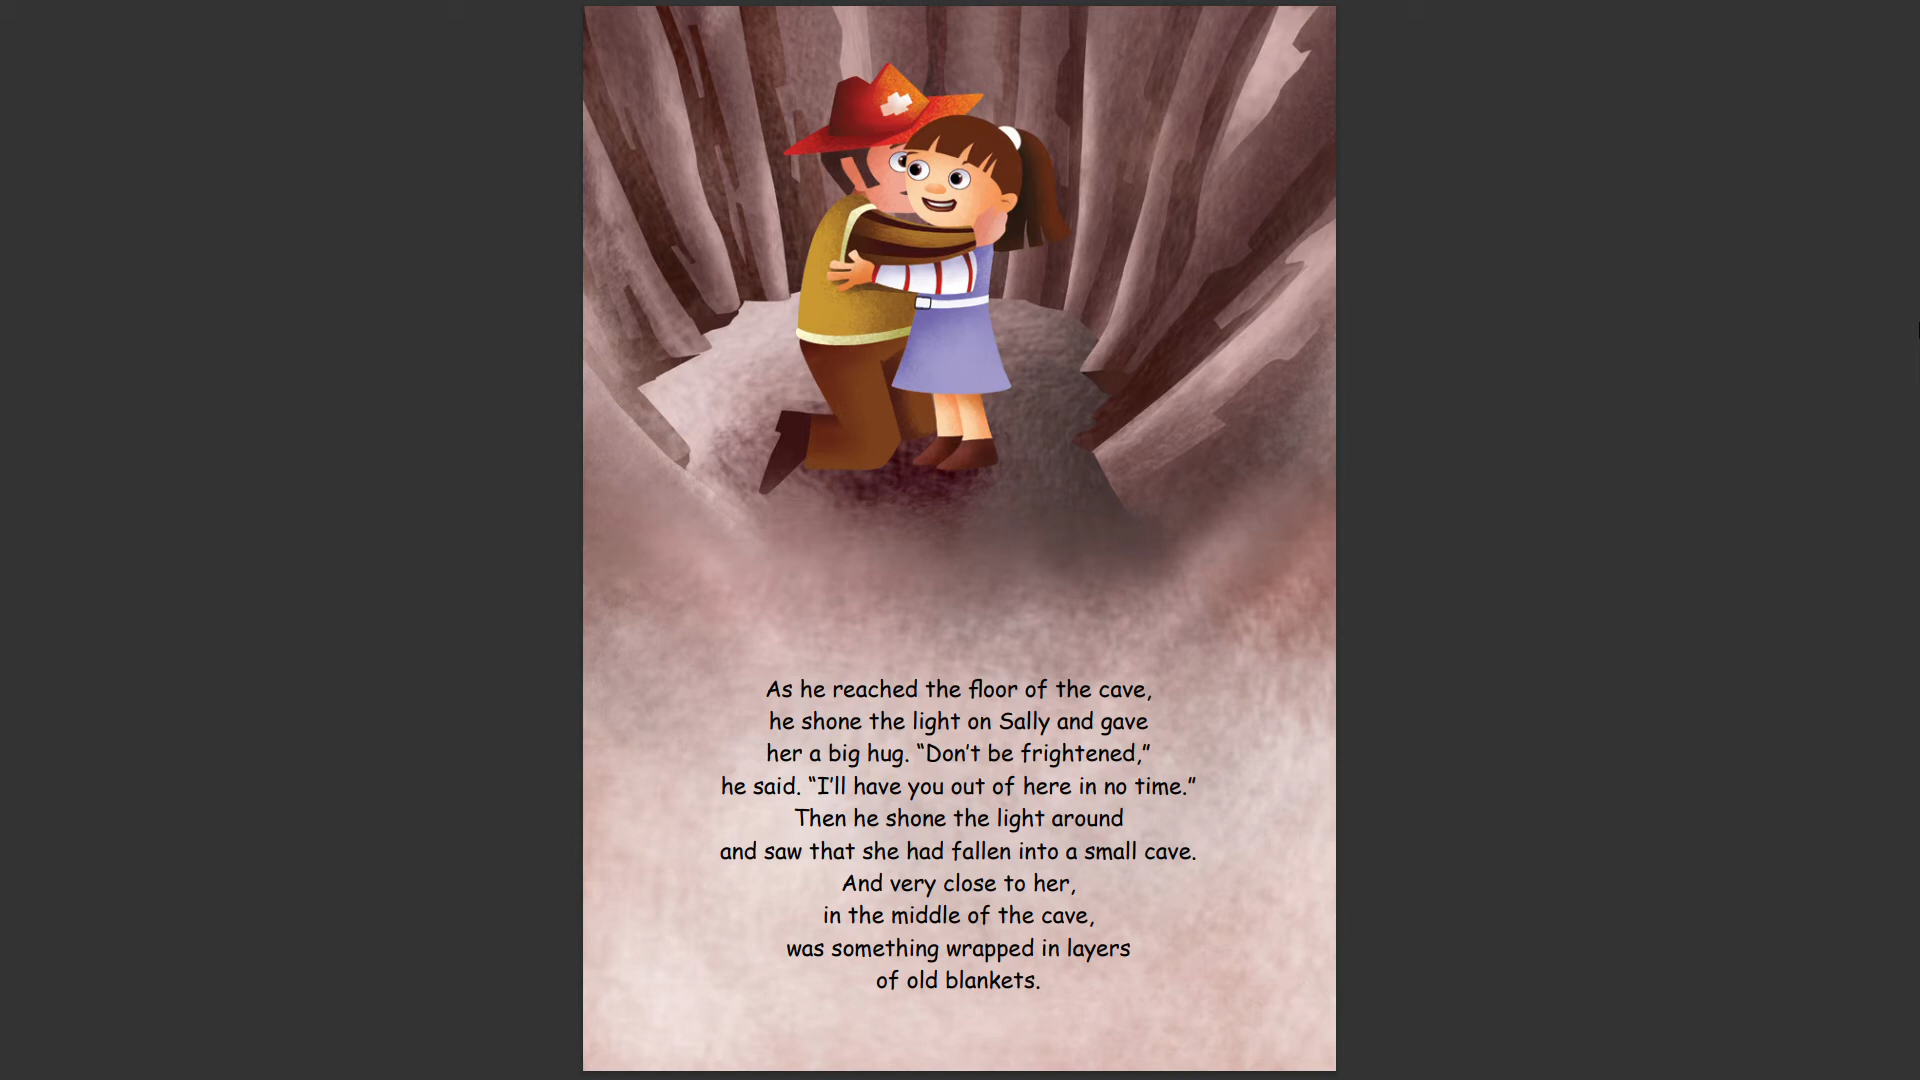 As he reached the floor of the cave,
he shone the light on Sally and gave
her a big hug. “Don’t be frightened,”
he said. “I’ll have you out of here in no time.”
Then he shone the light around
and saw that she had fallen into a small cave.
And very close to her,
in the middle of the cave,
was something wrapped in layers
of old blankets.